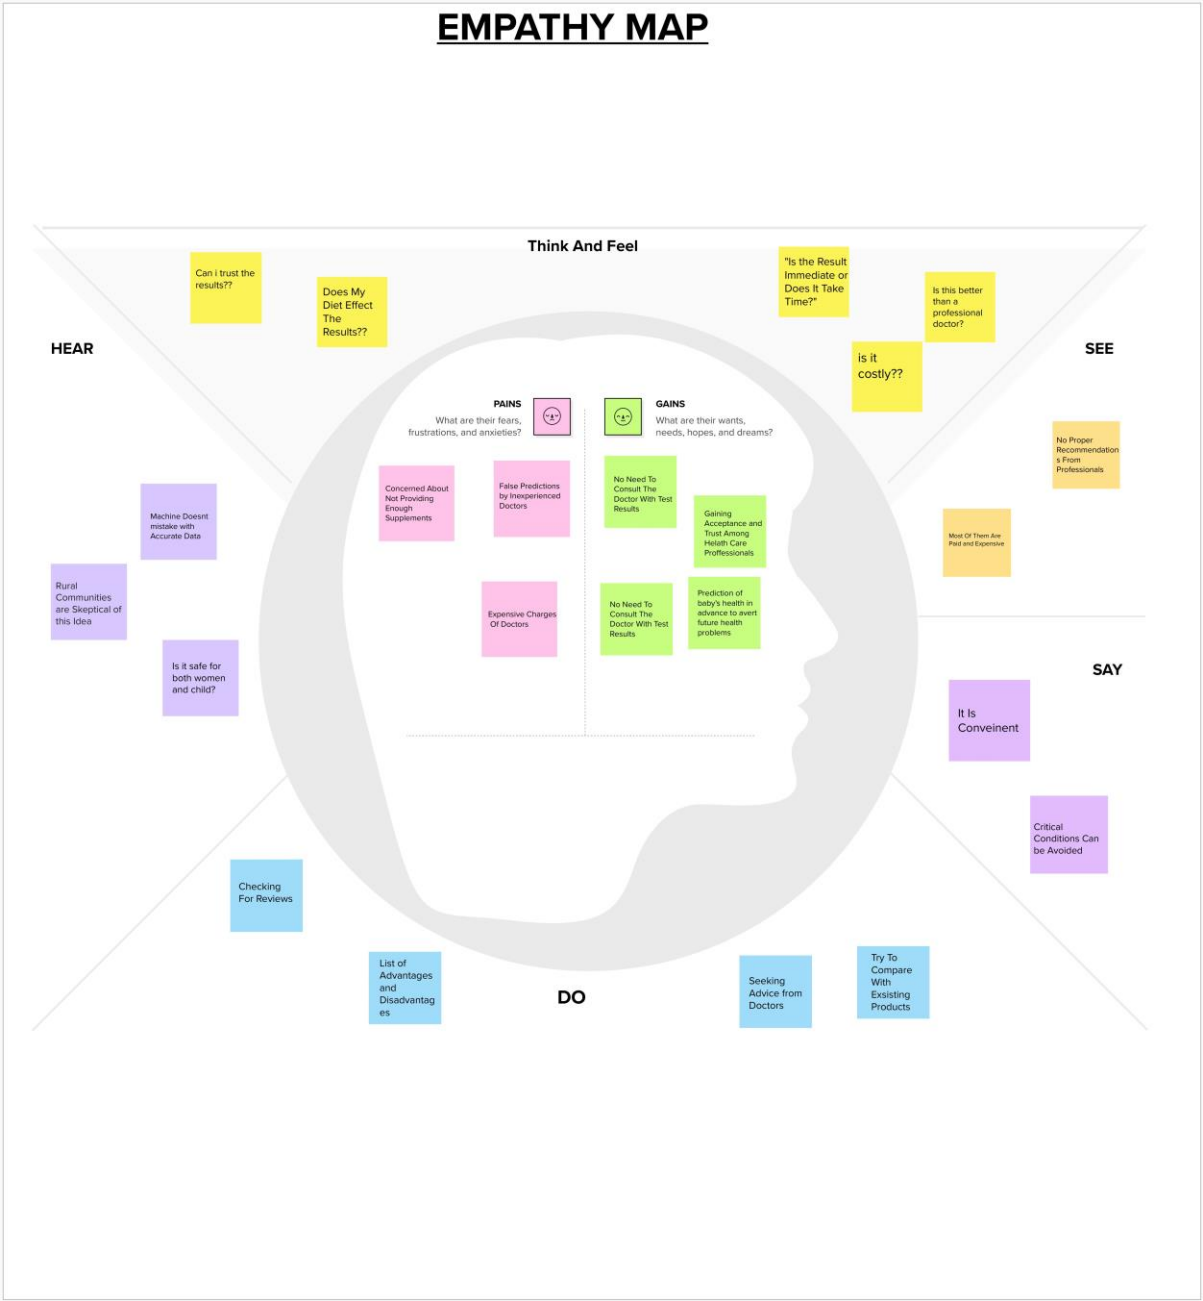 EMPATHY MAP
Think And Feel
Can i trust the
results??
Does My
Diet Effect
The
Results??
"Is the Result
Immediate or
Does It Take
Time?"
Is this better
than a
professional
doctor?
is it
costly??
HEAR
SEE
PAINS
What are their fears,
frustrations, and anxieties?
GAINS
What are their wants,
needs, hopes, and dreams?
No Proper
Recommendation
s From
Professionals
Most Of Them Are
Paid and Expensive
Machine Doesnt
mistake with
Accurate Data
Rural
Communities
are Skeptical of
this Idea
Is it safe for
both women
and child?
Concerned About
Not Providing
Enough
Supplements
False Predictions
by Inexperienced
Doctors
Expensive Charges
Of Doctors
No Need To
Consult The
Doctor With Test
Results
Gaining
Acceptance and
Trust Among
Helath Care
Proffessionals
No Need To
Consult The
Doctor With Test
Results
Prediction of
baby's health in
advance to avert
future health
problems
SAY
It Is
Conveinent
Critical
Conditions Can
be Avoided
Checking
For Reviews
List of
Advantages
and
Disadvantag
es
DO
Seeking
Advice from
Doctors
Try To
Compare
With
Exsisting
Products